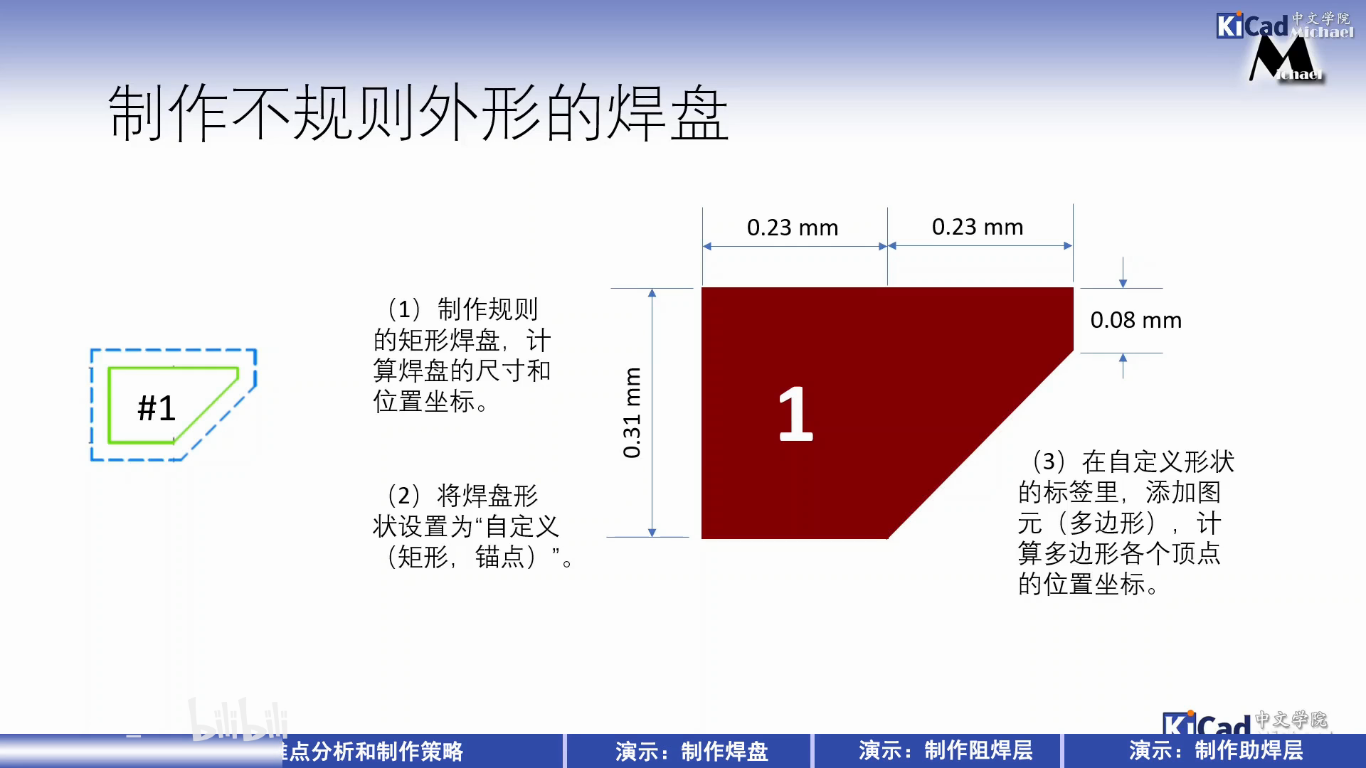 KiCad 中文学院
Michael
Michael
制作不规则外形的焊盘
0.23 mm
0.23 mm
（1）制作规则
的矩形焊盘，计
算焊盘的尺寸和
位置坐标。
0.08 mm
0.31 mm
#1
1
（2）将焊盘形
状设置为“自定义
（矩形，锚点）”。
（3）在自定义形状
的标签里，添加图
元（多边形），计
算多边形各个顶点
的位置坐标。
bilibili
KiCad 中文学院
点分析和制作策略
演示：制作焊盘
演示：制作阻焊层
演示：制作助焊层